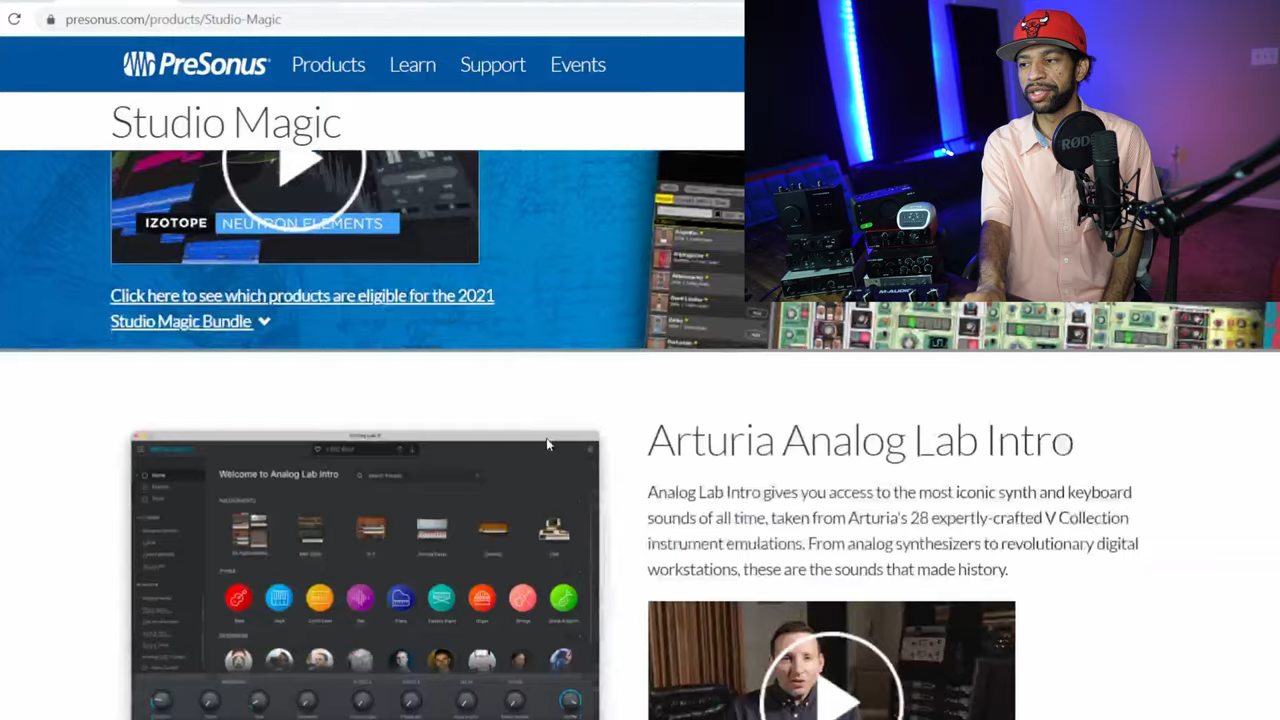 presonus.com/products/Studio-Magic
PreSonus Products Learn Support Events
Studio Magic
IZOTOPE NEUTRON ELEMENTS
Click here to see which products are eligible for the 2021
Studio Magic Bundle
RØDE
M-AUDIO
Welcome to Analog Lab Intro
Arturia Analog Lab Intro
Analog Lab Intro gives you access to the most iconic synth and keyboard
sounds of all time, taken from Arturia's 28 expertly-crafted V Collection
instrument emulations. From analog synthesizers to revolutionary digital
workstations, these are the sounds that made history.